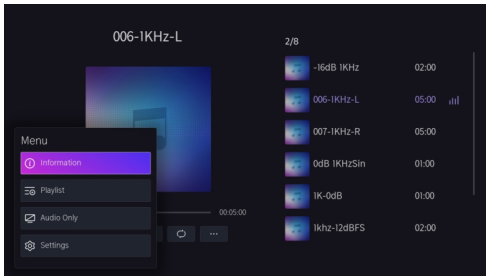 006-1KHz-L
2/8
-16dB 1KHz 02:00
006-1KHz-L 05:00
007-1KHz-R 05:00
0dB 1KHzSin 01:00
1K-0dB 01:00
1khz-12dBFS 02:00
00:05:00
Menu
Information
Playlist
Audio Only
Settings